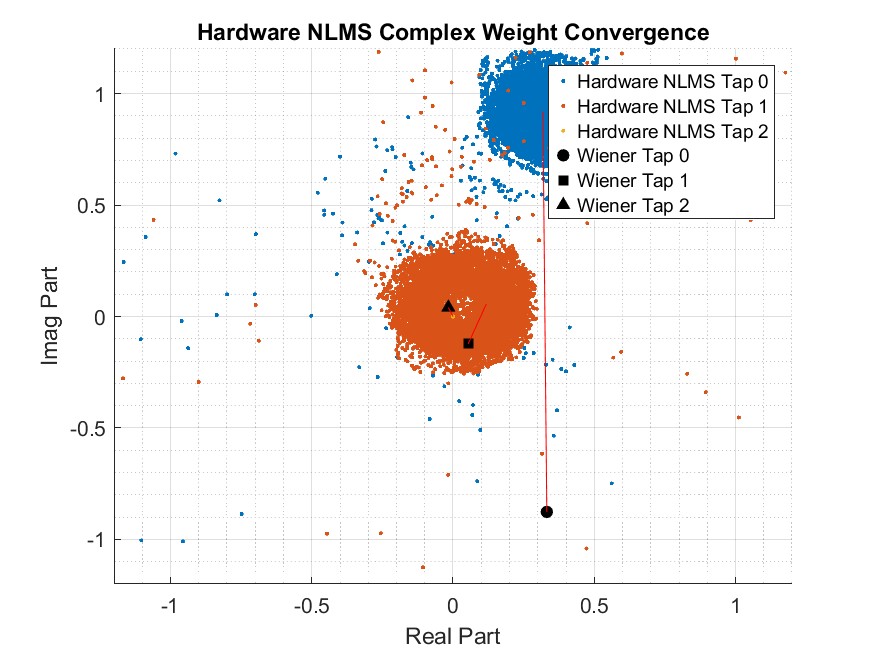 Hardware NLMS Complex Weight Convergence
Hardware NLMS Tap 0
Hardware NLMS Tap 1
Hardware NLMS Tap 2
Wiener Tap 0
Wiener Tap 1
Wiener Tap 2
1
0.5
0
-0.5
-1
Imag Part
-1
-0.5
0
0.5
1
Real Part